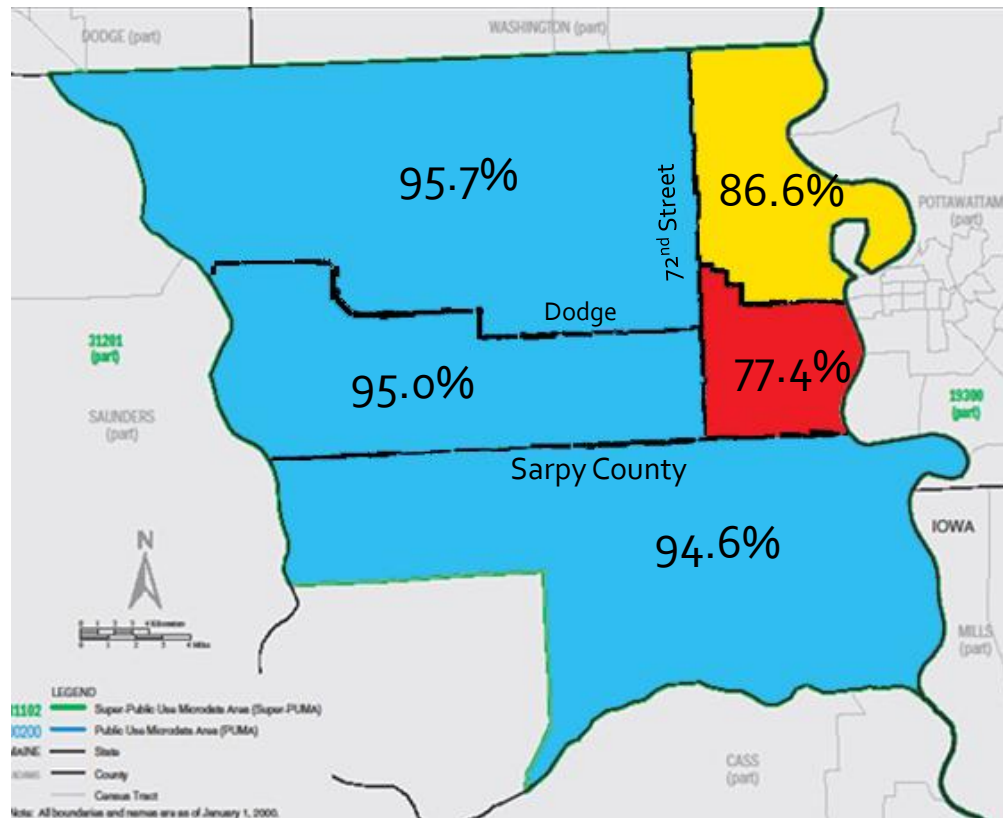 DODGE (part)
WASHINGTON (part)
95.7%
72nd Street
86.6%
POTTAWATTAM
(part)
Dodge
31201
(part)
95.0%
77.4%
19300
(part)
SAUNDERS
(part)
Sarpy County
94.6%
IOWA
N
MILLS
(part)
LEGEND
Super-Public Use Microdata Area (Super-PUMA)
Public Use Microdata Area (PUMA)
State
County
Census Tract
CASS
(part)
Note: All boundaries and names are as of January 1, 2000.